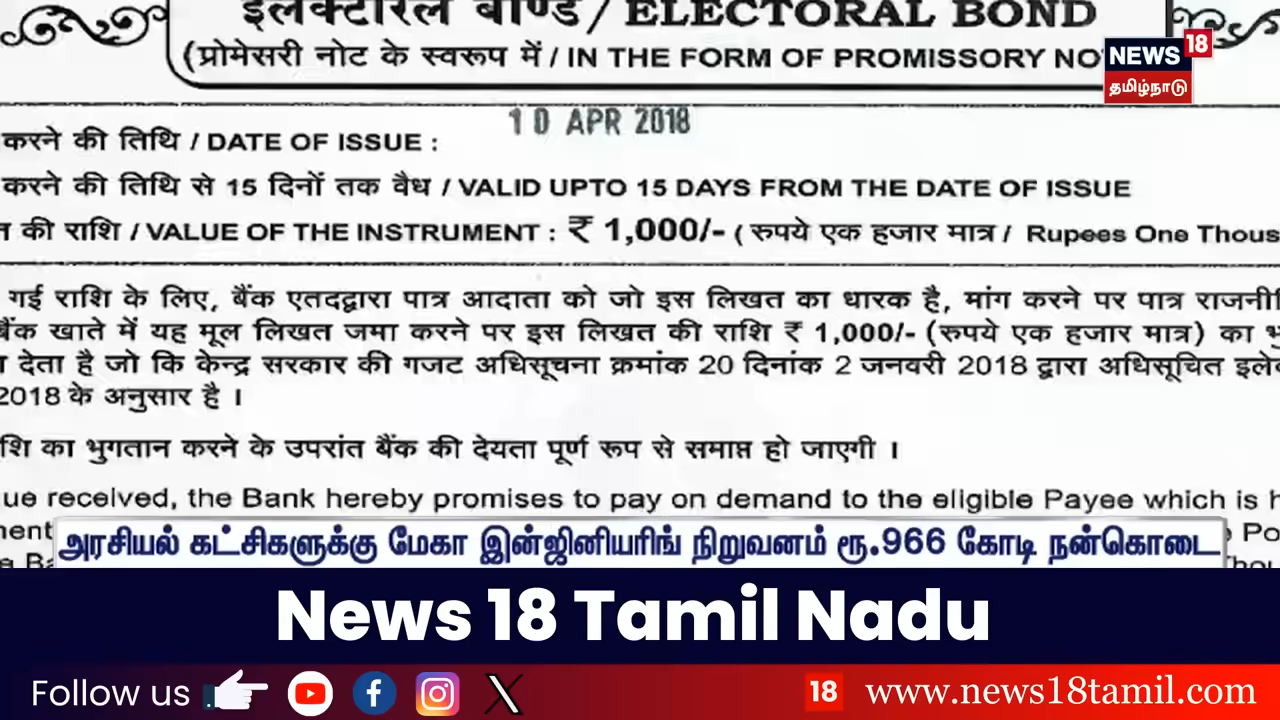 इलेक्टोरल बॉण्ड / ELECTORAL BOND
(प्रोमेसरी नोट के स्वरूप में / IN THE FORM OF PROMISSORY NO
NEWS 18
தமிழ்நாடு
10 APR 2018
करने की तिथि / DATE OF ISSUE :
करने की तिथि से 15 दिनों तक वैध / VALID UPTO 15 DAYS FROM THE DATE OF ISSUE
की राशि / VALUE OF THE INSTRUMENT : ₹ 1,000/- ( रुपये एक हजार मात्र / Rupees One Thous
गई राशि के लिए, बैंक एतदद्वारा पात्र आदाता को जो इस लिखत का धारक है, मांग करने पर पात्र राजनी
बैंक खाते में यह मूल लिखत जमा करने पर इस लिखत की राशि ₹ 1,000/- (रुपये एक हजार मात्र) का
देता है जो कि केन्द्र सरकार की गजट अधिसूचना क्रमांक 20 दिनांक 2 जनवरी 2018 द्वारा अधिसूचित इले
2018 के अनुसार है ।
शि का भुगतान करने के उपरांत बैंक की देयता पूर्ण रूप से समाप्त हो जाएगी ।
ue received, the Bank hereby promises to pay on demand to the eligible Payee which is h
ment
Po
அரசியல் கட்சிகளுக்கு மேகா இன்ஜினியரிங் நிறுவனம் ரூ.966 கோடி நன்கொடை
News 18 Tamil Nadu
Follow us
18 www.news18tamil.com